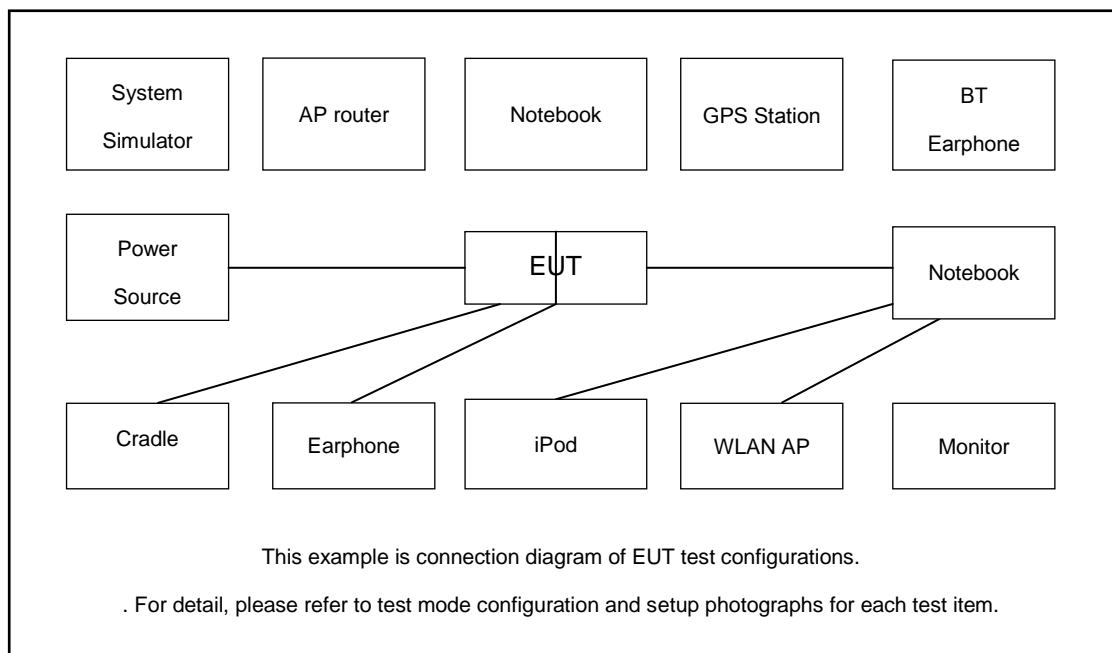 System
Simulator
AP router
Notebook
GPS Station
BT
Earphone
Power
Source
EUT
Notebook
Cradle
Earphone
iPod
WLAN AP
Monitor
This example is connection diagram of EUT test configurations.
. For detail, please refer to test mode configuration and setup photographs for each test item.